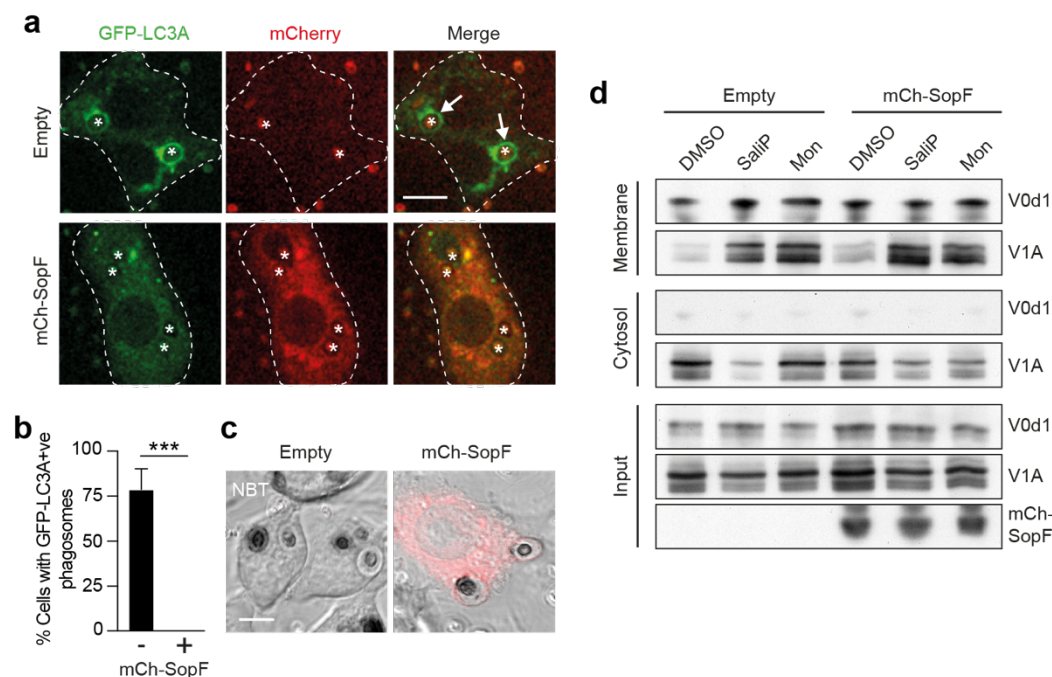 a
GFP-LC3A mCherry Merge
Empty
* * * *
mCh-SopF
* * * * * * * *
b
% Cells with GFP-LC3A+ve
phagosomes
100
75
50
25
0
***
- +
mCh-SopF
c
Empty mCh-SopF
NBT
d
Empty mCh-SopF
DMSO SaliP Mon DMSO SaliP Mon
Membrane
V0d1
V1A
Cytosol
V0d1
V1A
Input
V0d1
V1A
mCh-
SopF